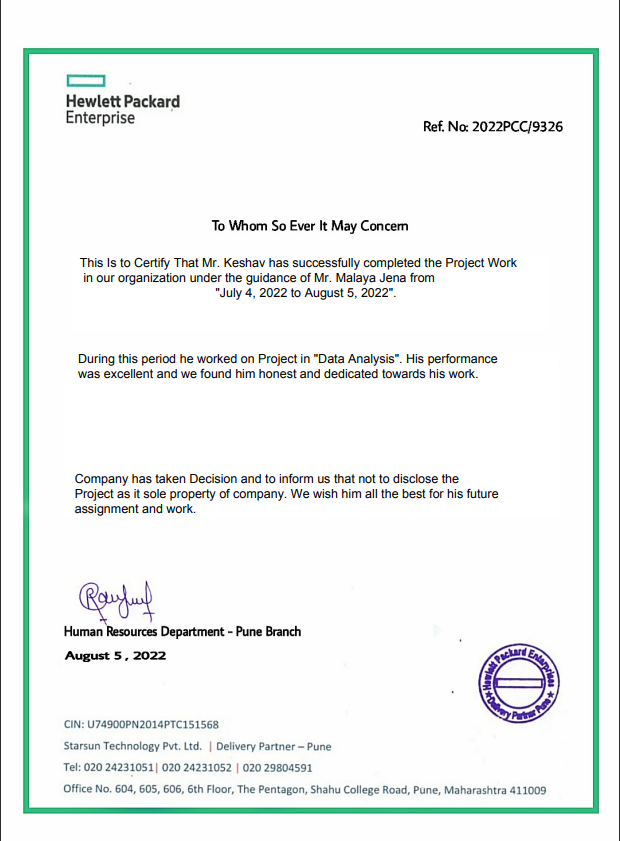 Hewlett Packard
Enterprise
Ref. No: 2022PCC/9326
To Whom So Ever It May Concern
This Is to Certify That Mr. Keshav has successfully completed the Project Work
in our organization under the guidance of Mr. Malaya Jena from
"July 4, 2022 to August 5, 2022".
During this period he worked on Project in "Data Analysis". His performance
was excellent and we found him honest and dedicated towards his work.
Company has taken Decision and to inform us that not to disclose the
Project as it sole property of company. We wish him all the best for his future
assignment and work.
Human Resources Department - Pune Branch
August 5 , 2022
Hewlett Packard Enterprises
Delivery Partner Pune
CIN: U74900PN2014PTC151568
Starsun Technology Pvt. Ltd. | Delivery Partner – Pune
Tel: 020 24231051| 020 24231052 | 020 29804591
Office No. 604, 605, 606, 6th Floor, The Pentagon, Shahu College Road, Pune, Maharashtra 411009